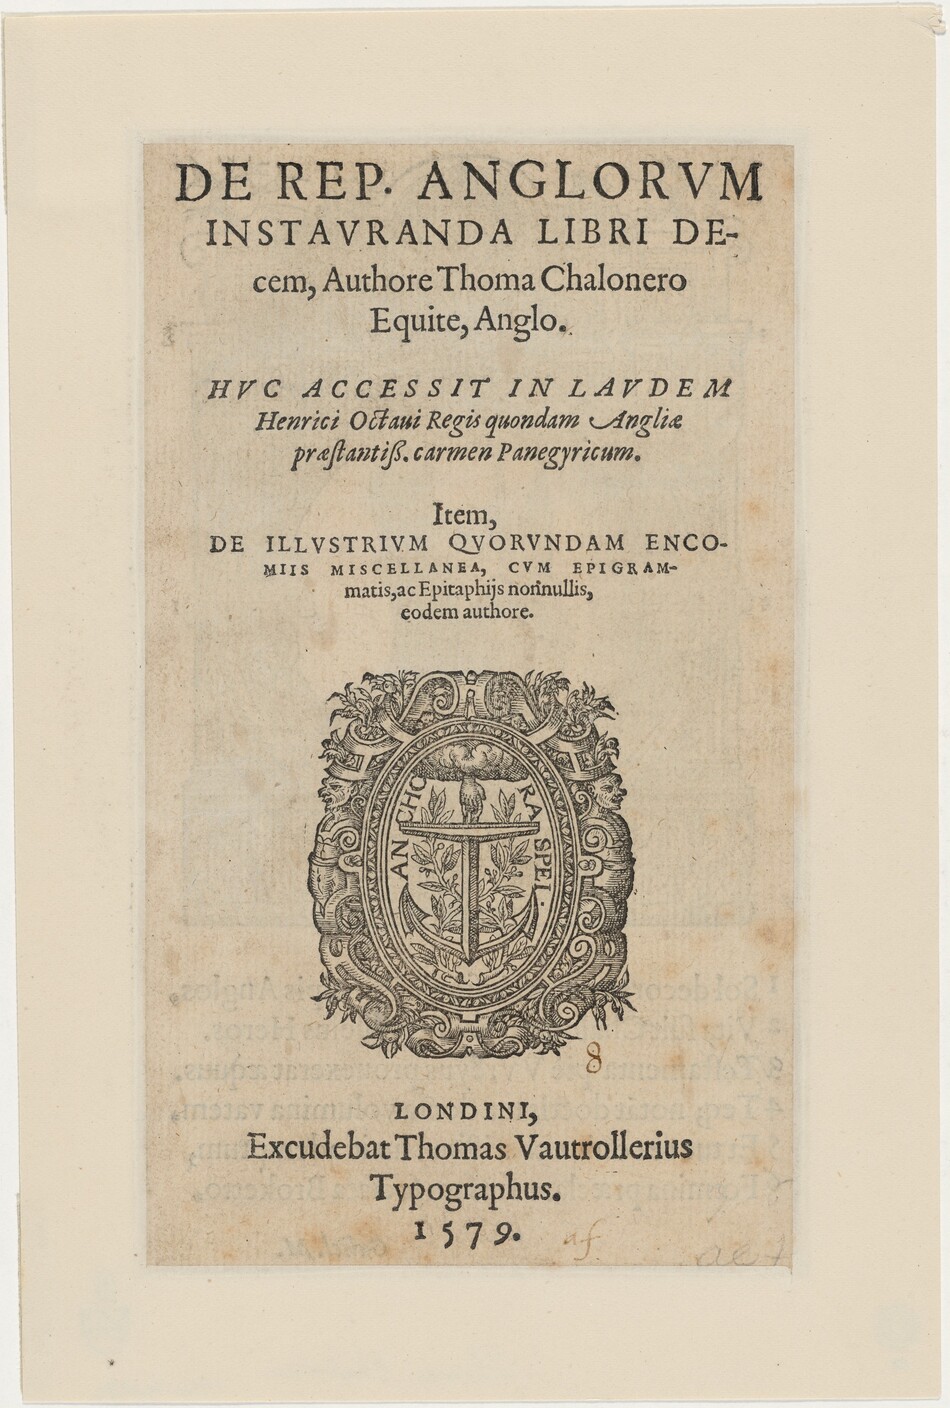 DE REP. ANGLORVM
INSTAVRANDA LIBRI DE-
cem, Authore Thoma Chalonero
Equite, Anglo.
HVC ACCESSIT IN LAVDEM
Henrici Octaui Regis quondam Angliæ
præſtantiſſ. carmen Panegyricum.
Item,
DE ILLVSTRIVM QVORVNDAM ENCO-
MIIS MISCELLANEA, CVM EPIGRAM-
matis, ac Epitaphijs nonnullis,
eodem authore.
ANCHORA SPEI.
8
LONDINI,
Excudebat Thomas Vautrollerius
Typographus.
1579.